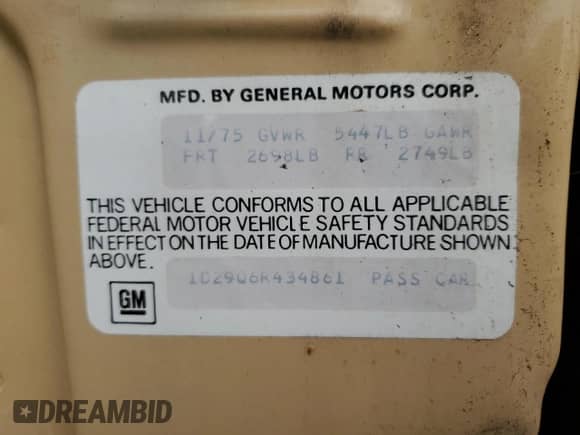 MFD. BY GENERAL MOTORS CORP.
11/75 GVWR 5447LB GAWR
FRT 2698LB RR 2749LB
THIS VEHICLE CONFORMS TO ALL APPLICABLE
FEDERAL MOTOR VEHICLE SAFETY STANDARDS
IN EFFECT ON THE DATE OF MANUFACTURE SHOWN
ABOVE.
1D29Q6K434861 PASS CAR
GM
DREAMBID